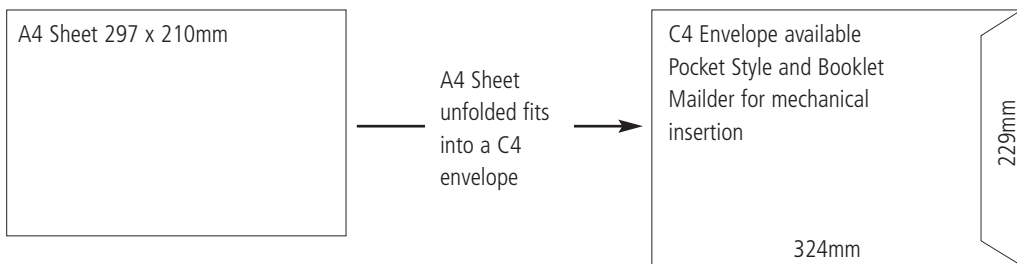 A4 Sheet 297 x 210mm
A4 Sheet
unfolded fits
into a C4
envelope
C4 Envelope available
Pocket Style and Booklet
Mailder for mechanical
insertion
229mm
324mm